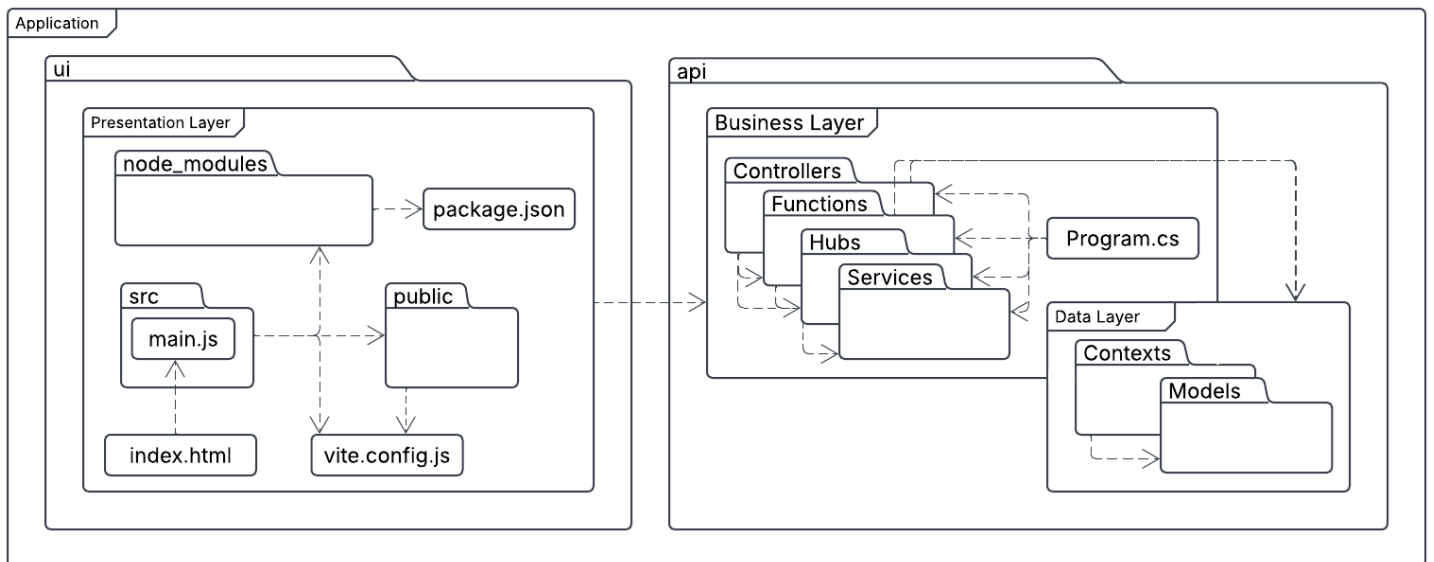 Application
ui
api
Presentation Layer
Business Layer
node_modules
Controllers
package.json
Functions
Program.cs
Hubs
Services
src
public
main.js
Data Layer
Contexts
Models
index.html
vite.config.js